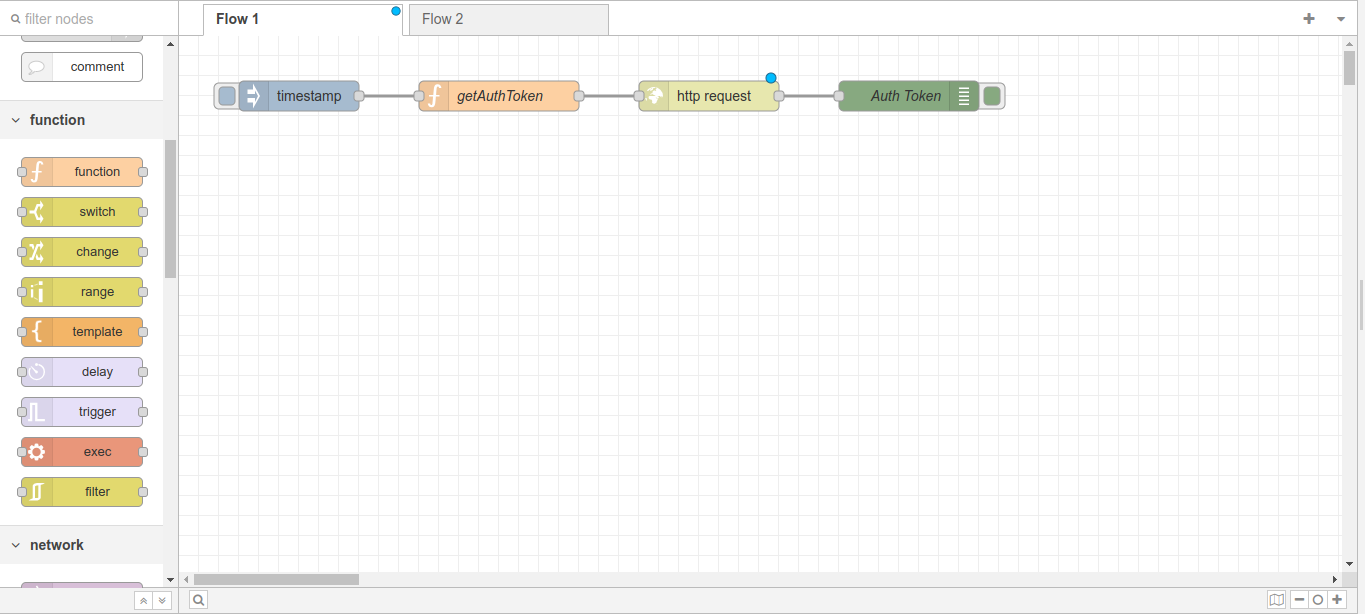 filter nodes
Flow 1
Flow 2
comment
timestamp
getAuthToken
http request
Auth Token
function
function
switch
change
range
template
delay
trigger
exec
filter
network